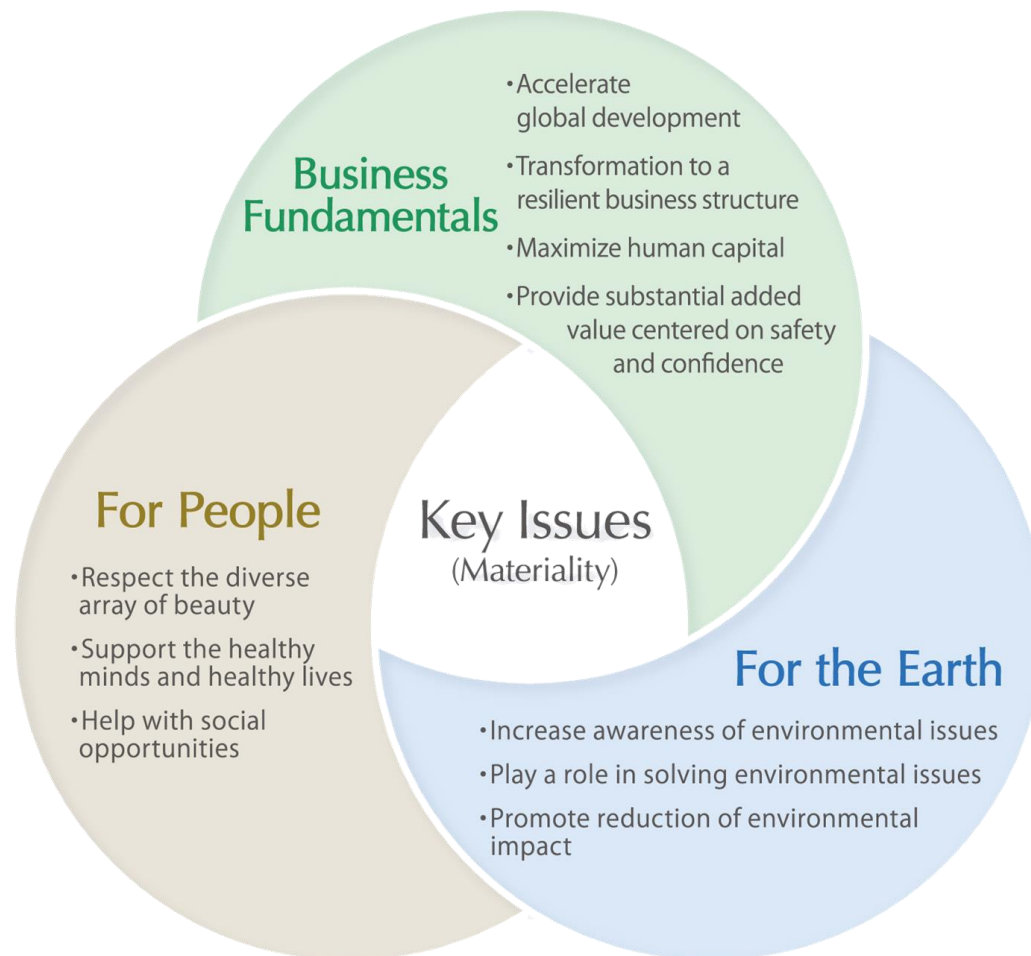 Business
Fundamentals
・Accelerate
global development
・Transformation to a
resilient business structure
・Maximize human capital
・Provide substantial added
value centered on safety
and confidence
For People
・Respect the diverse
array of beauty
・Support the healthy
minds and healthy lives
・Help with social
opportunities
Key Issues
(Materiality)
For the Earth
・Increase awareness of environmental issues
・Play a role in solving environmental issues
・Promote reduction of environmental
impact